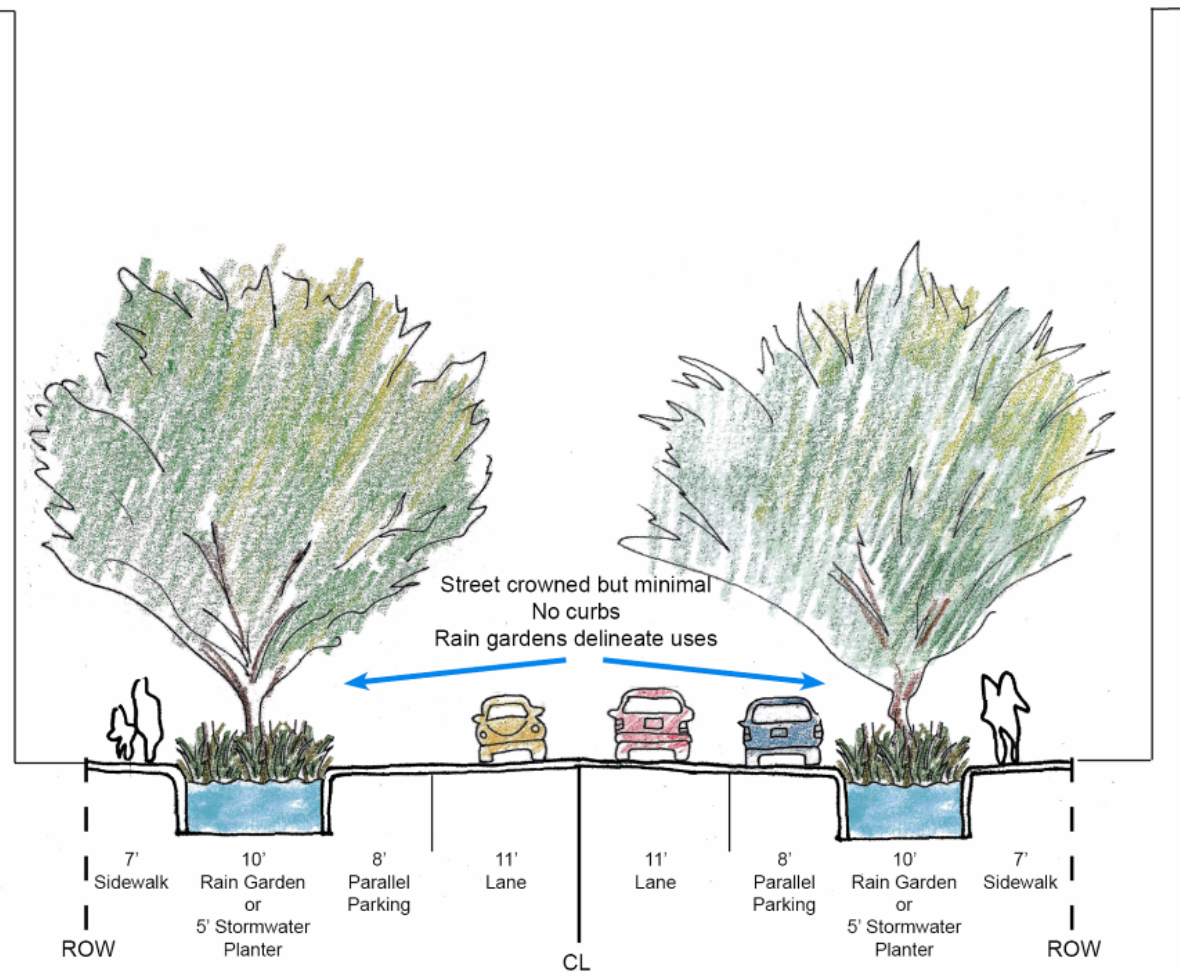 Street crowned but minimal
No curbs
Rain gardens delineate uses
7'
Sidewalk
10'
Rain Garden
or
5' Stormwater
Planter
8'
Parallel
Parking
11'
Lane
11'
Lane
8'
Parallel
Parking
10'
Rain Garden
or
5' Stormwater
Planter
7'
Sidewalk
ROW
CL
ROW